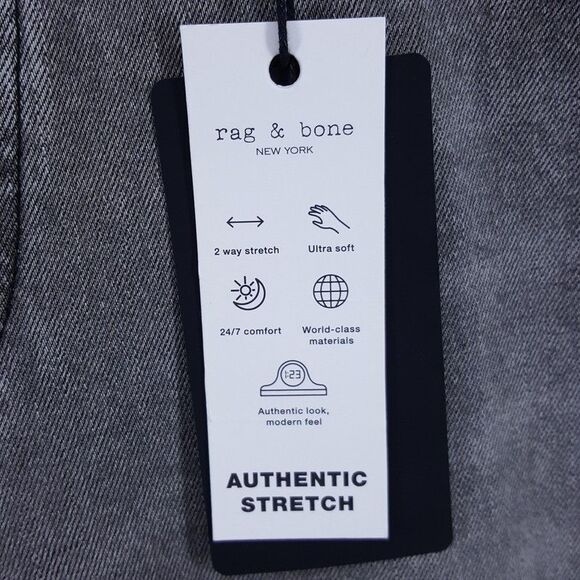 rag & bone
NEW YORK
2 way stretch
Ultra soft
24/7 comfort
World-class
materials
1:23
Authentic look,
modern feel
AUTHENTIC
STRETCH